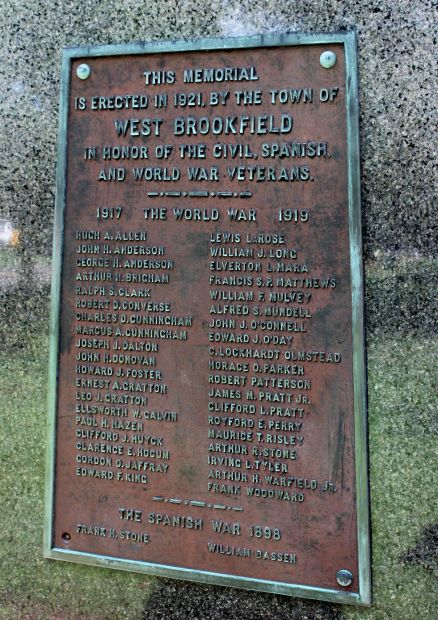 THIS MEMORIAL
IS ERECTED IN 1921, BY THE TOWN OF
WEST BROOKFIELD
IN HONOR OF THE CIVIL, SPANISH,
AND WORLD WAR VETERANS.
1917 THE WORLD WAR 1919
HUGH A. ALLEN
JOHN H. ANDERSON
GEORGE H. ANDERSON
ARTHUR H. BRIGHAM
RALPH S. CLARK
ROBERT D. CONVERSE
CHARLES D. CUNNINGHAM
MARCUS A. CUNNINGHAM
JOSEPH J. DALTON
JOHN H. DONOVAN
HOWARD J. FOSTER
ERNEST A. GRATTON
LEO J. GRATTON
ELLSWORTH W. GALVIN
PAUL H. HAZEN
CLIFFORD J. HUYCK
CLARENCE E. HOCUM
GORDON D. JAFFRAY
EDWARD F. KING
LEWIS LAROSE
WILLIAM J. LONG
ELVERTON L. MARA
FRANCIS S.P. MATTHEWS
WILLIAM F. MULVEY
ALFRED S. MUNDELL
JOHN J. O'CONNELL
EDWARD J. O'DAY
C. LOCKHARDT OLMSTEAD
HORACE O. PARKER
ROBERT PATTERSON
JAMES M. PRATT JR.
CLIFFORD L. PRATT
ROYFORD E. PERRY
MAURICE T. RISLEY
ARTHUR R. STONE
IRVING L. TYLER
ARTHUR H. WARFIELD JR.
FRANK WOODWARD
THE SPANISH WAR 1898
FRANK H. STONE WILLIAM BASSEN